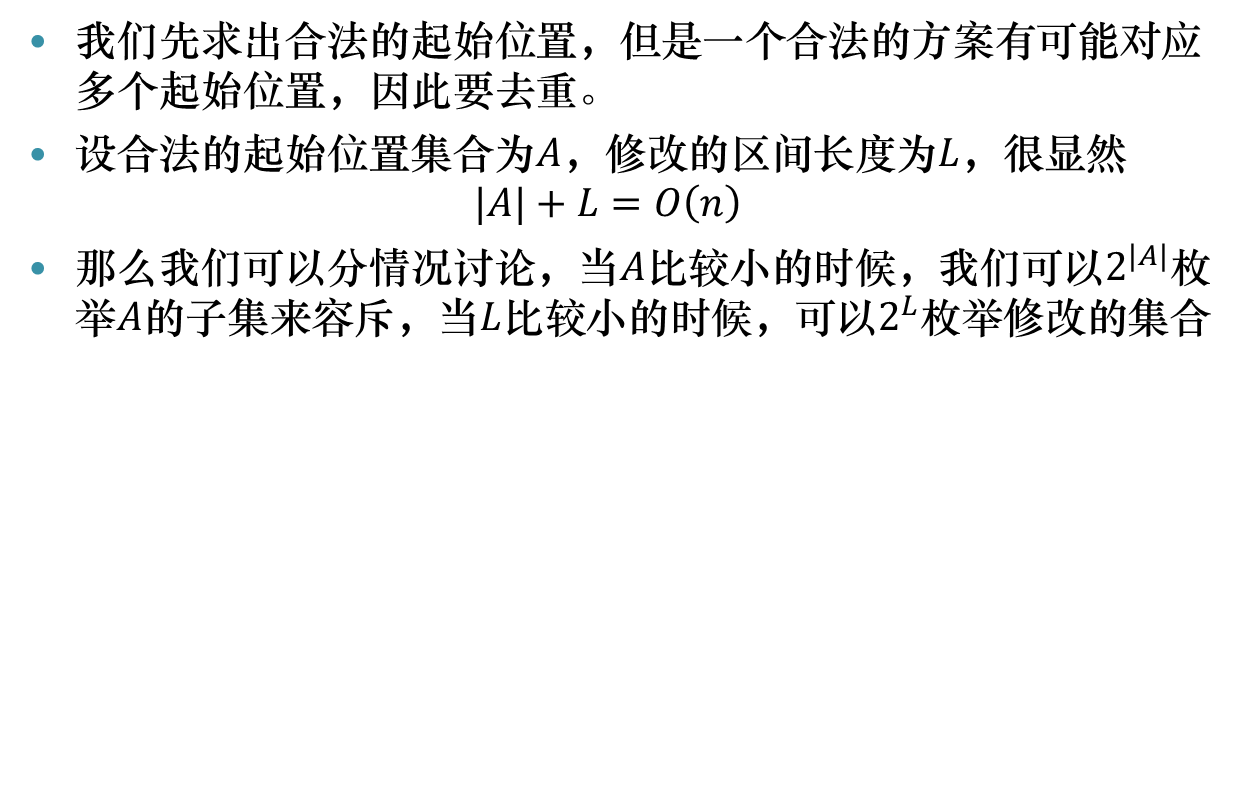 • 我们先求出合法的起始位置，但是一个合法的方案有可能对应
多个起始位置，因此要去重。
• 设合法的起始位置集合为A，修改的区间长度为L，很显然
|A| + L = O(n)
• 那么我们可以分情况讨论，当A比较小的时候，我们可以2^{|A|}枚
举A的子集来容斥，当L比较小的时候，可以2^L枚举修改的集合